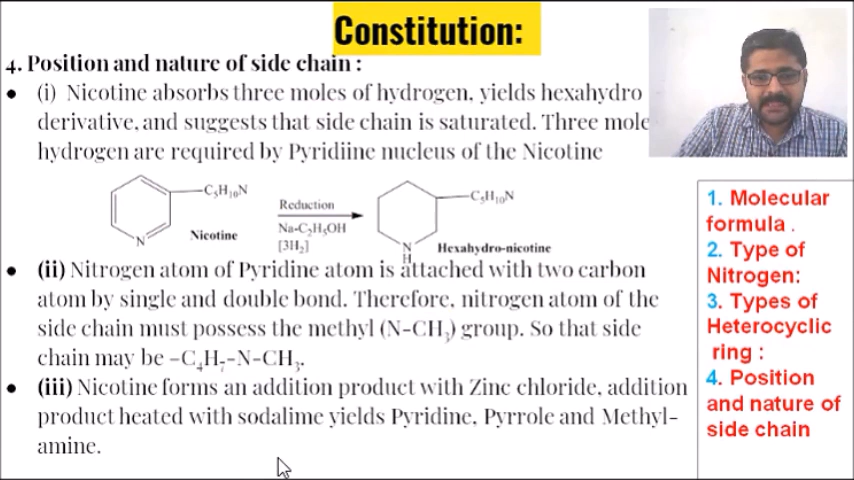 Constitution:
4. Position and nature of side chain :
• (i) Nicotine absorbs three moles of hydrogen, yields hexahydro
derivative, and suggests that side chain is saturated. Three mole
hydrogen are required by Pyridiine nucleus of the Nicotine
C₅H₁₀N
N
Nicotine
Reduction
Na-C₂H₅OH
[3H₂]
C₅H₁₀N
N
H
Hexahydro-nicotine
• (ii) Nitrogen atom of Pyridine atom is attached with two carbon
atom by single and double bond. Therefore, nitrogen atom of the
side chain must possess the methyl (N-CH₃) group. So that side
chain may be –C₄H₇-N-CH₃.
• (iii) Nicotine forms an addition product with Zinc chloride, addition
product heated with sodalime yields Pyridine, Pyrrole and Methyl-
amine.
1. Molecular
formula .
2. Type of
Nitrogen:
3. Types of
Heterocyclic
ring :
4. Position
and nature of
side chain